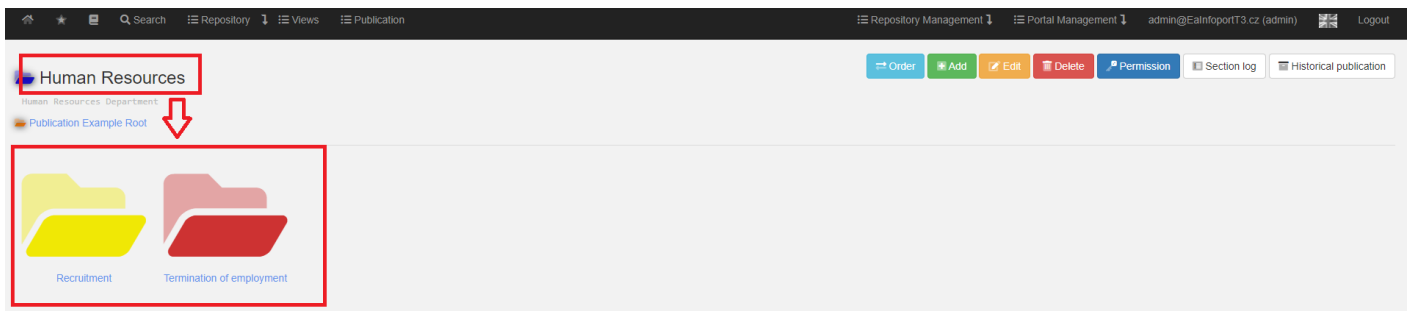 Search Repository Views Publication Repository Management Portal Management admin@EaInfoportT3.cz (admin) Logout
Human Resources
Order Add Edit Delete Permission Section log Historical publication
Human Resources Department
Publication Example Root
Recruitment Termination of employment